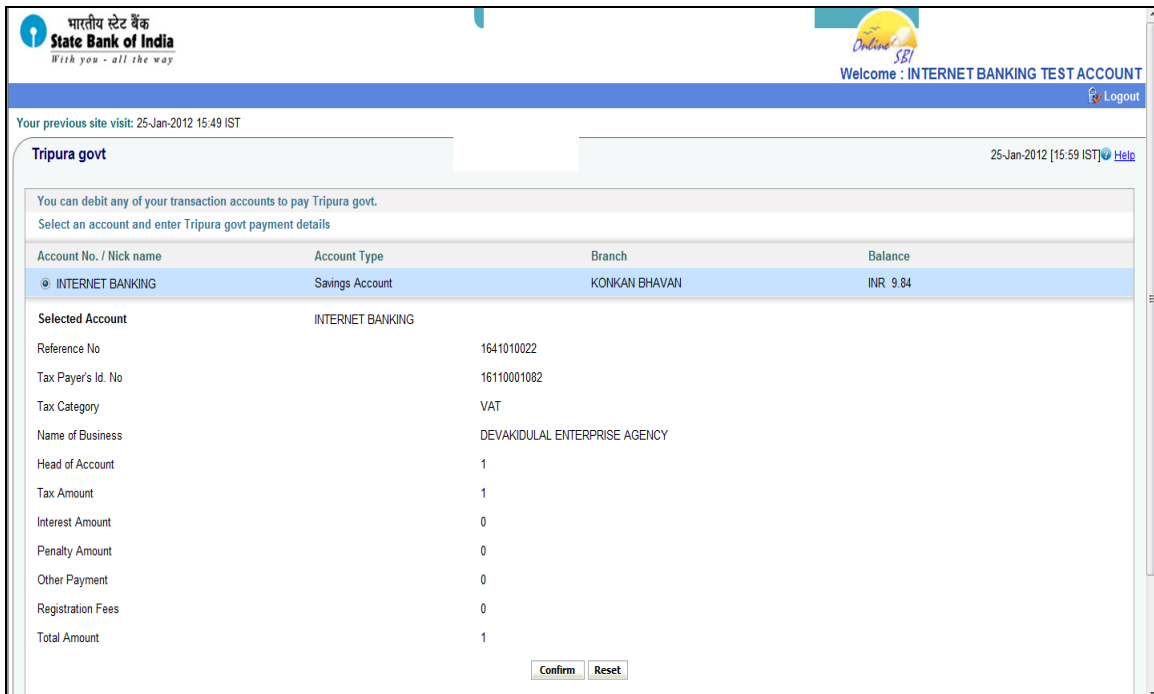 भारतीय स्टेट बैंक
State Bank of India
With you - all the way
Online SBI
Welcome : INTERNET BANKING TEST ACCOUNT
Logout
Your previous site visit: 25-Jan-2012 15:49 IST
Tripura govt 25-Jan-2012 [15:59 IST] Help
You can debit any of your transaction accounts to pay Tripura govt.
Select an account and enter Tripura govt payment details
Account No. / Nick name Account Type Branch Balance
INTERNET BANKING Savings Account KONKAN BHAVAN INR 9.84
Selected Account INTERNET BANKING
Reference No 1641010022
Tax Payer's Id. No 16110001082
Tax Category VAT
Name of Business DEVAKIDULAL ENTERPRISE AGENCY
Head of Account 1
Tax Amount 1
Interest Amount 0
Penalty Amount 0
Other Payment 0
Registration Fees 0
Total Amount 1
Confirm Reset